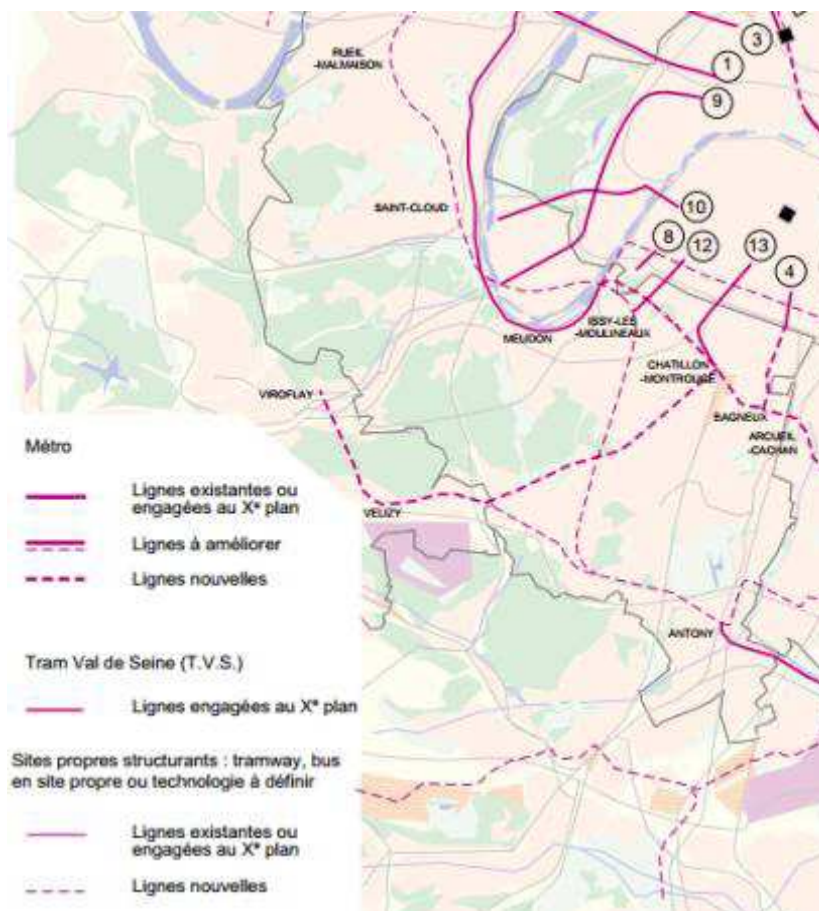 RUEIL
-MALMAISON
3
1
9
SAINT-CLOUD
10
8
12
13
4
MEUDON
ISSY-LES
-MOULINEAUX
CHATILLON
-MONTROUGE
VIROFLAY
BAGNEUX
ARCUEIL
-CACHAN
VELIZY
ANTONY
Métro
Lignes existantes ou
engagées au Xe plan
Lignes à améliorer
Lignes nouvelles
Tram Val de Seine (T.V.S.)
Lignes engagées au Xe plan
Sites propres structurants : tramway, bus
en site propre ou technologie à définir
Lignes existantes ou
engagées au Xe plan
Lignes nouvelles